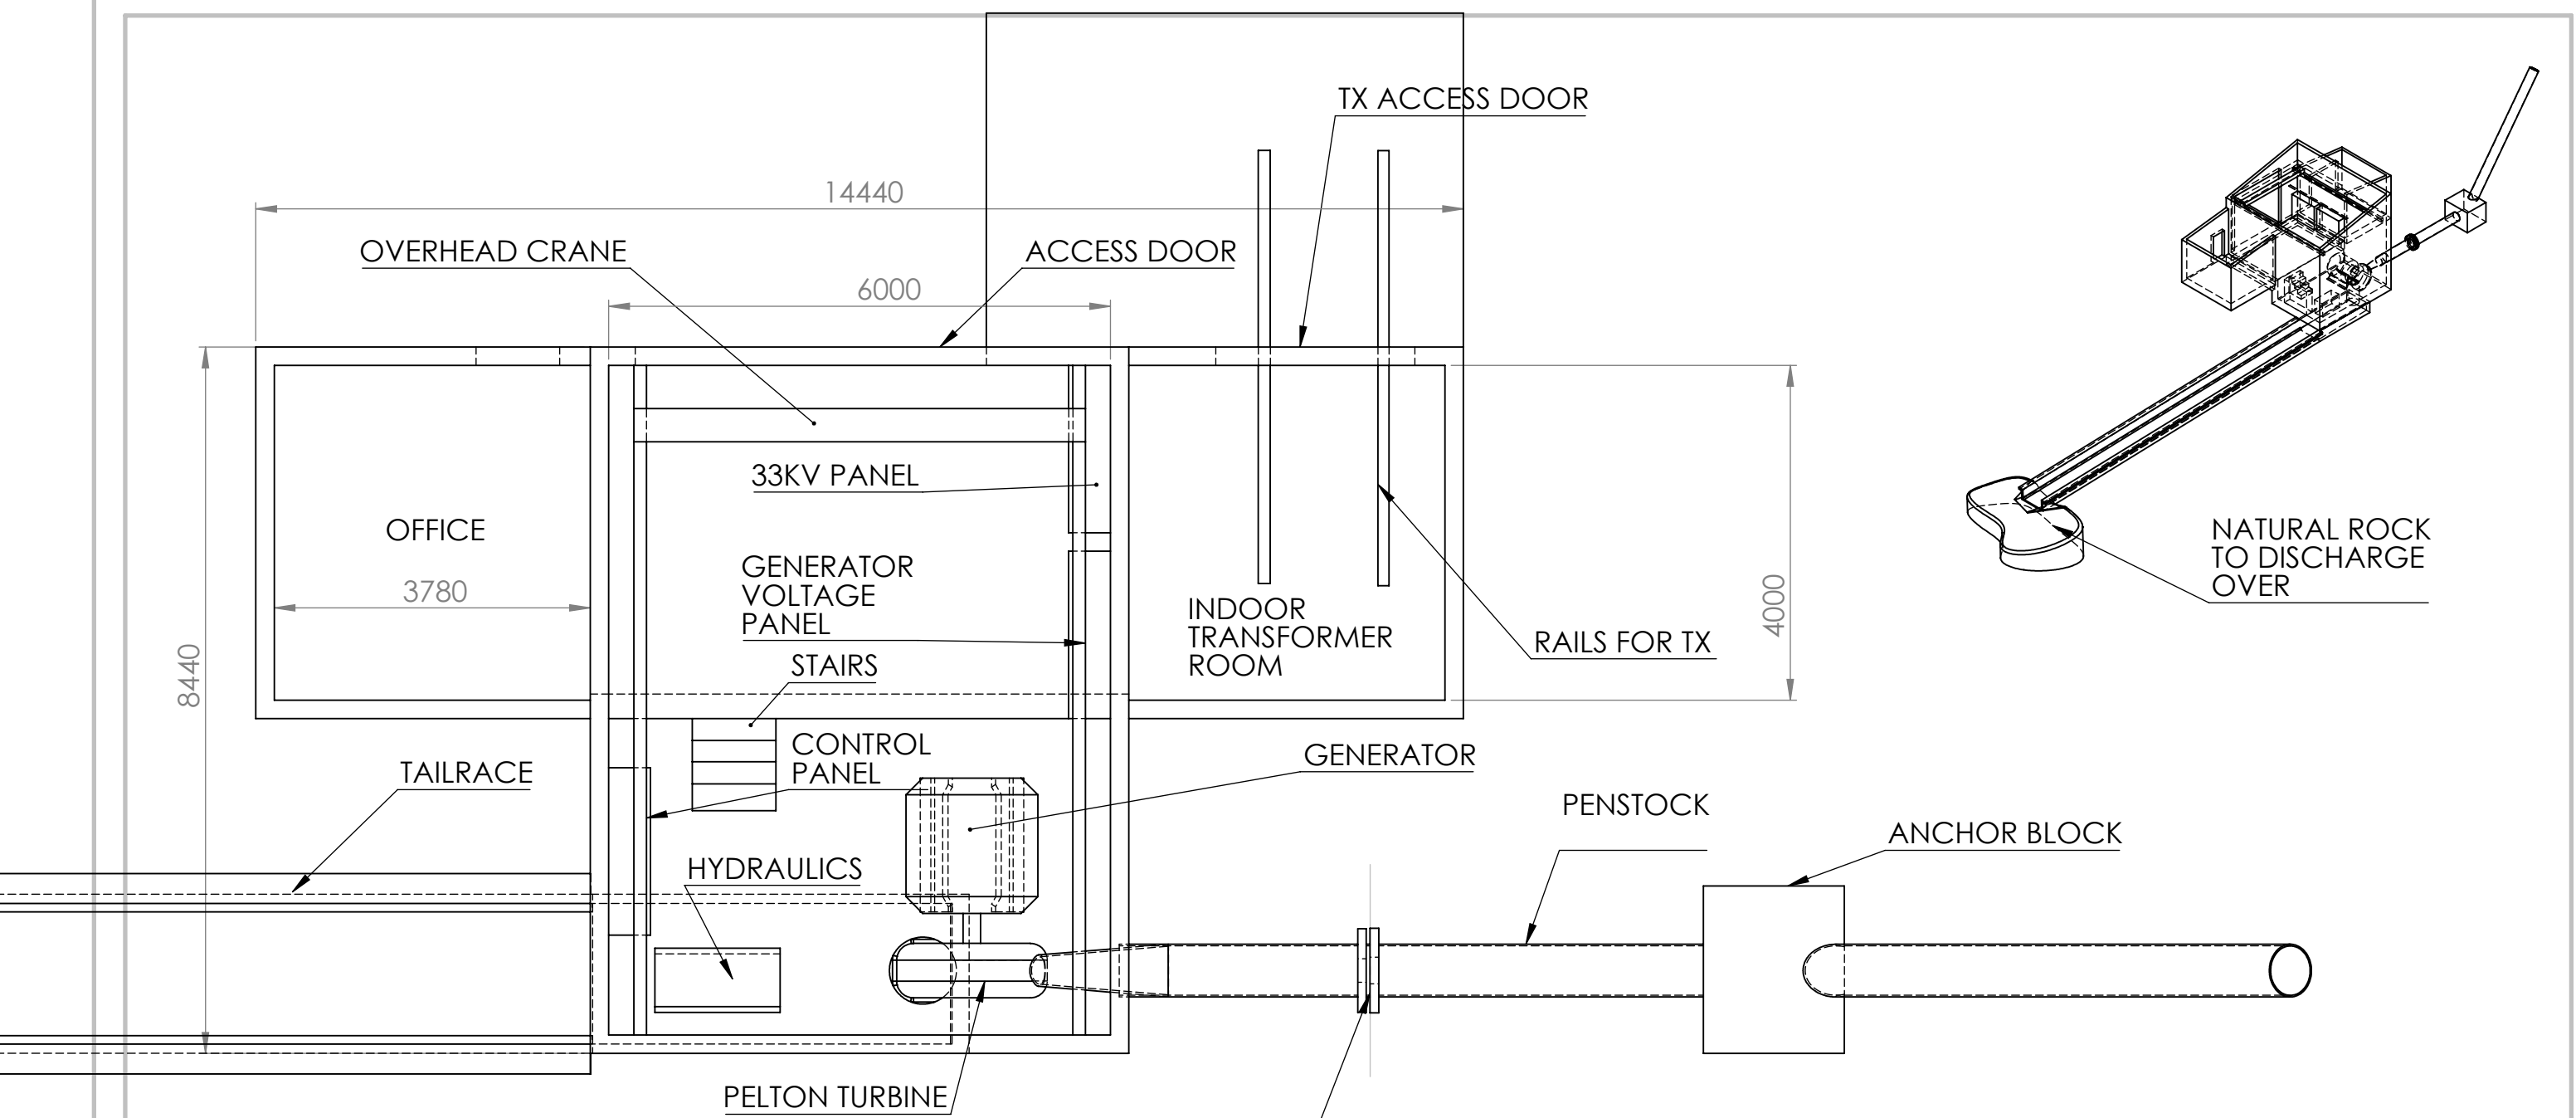 TX ACCESS DOOR
14440
OVERHEAD CRANE
ACCESS DOOR
6000
33KV PANEL
OFFICE
NATURAL ROCK
TO DISCHARGE
OVER
GENERATOR
VOLTAGE
PANEL
3780
4000
INDOOR
TRANSFORMER
ROOM
RAILS FOR TX
8440
STAIRS
CONTROL
PANEL
GENERATOR
TAILRACE
PENSTOCK
ANCHOR BLOCK
HYDRAULICS
PELTON TURBINE